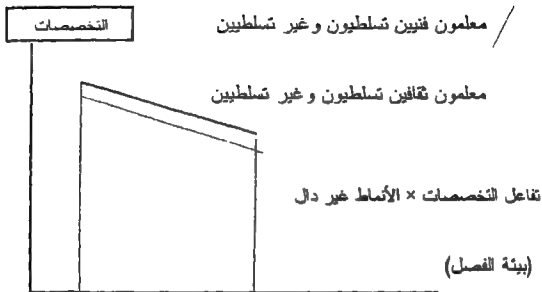 التخصصات
معلمون فنيين تسلطيون وغير تسلطيين
معلمون ثقافين تسلطيون وغير تسلطيين
تفاعل التخصصات × الأنماط غير دال
(بيئة الفصل)